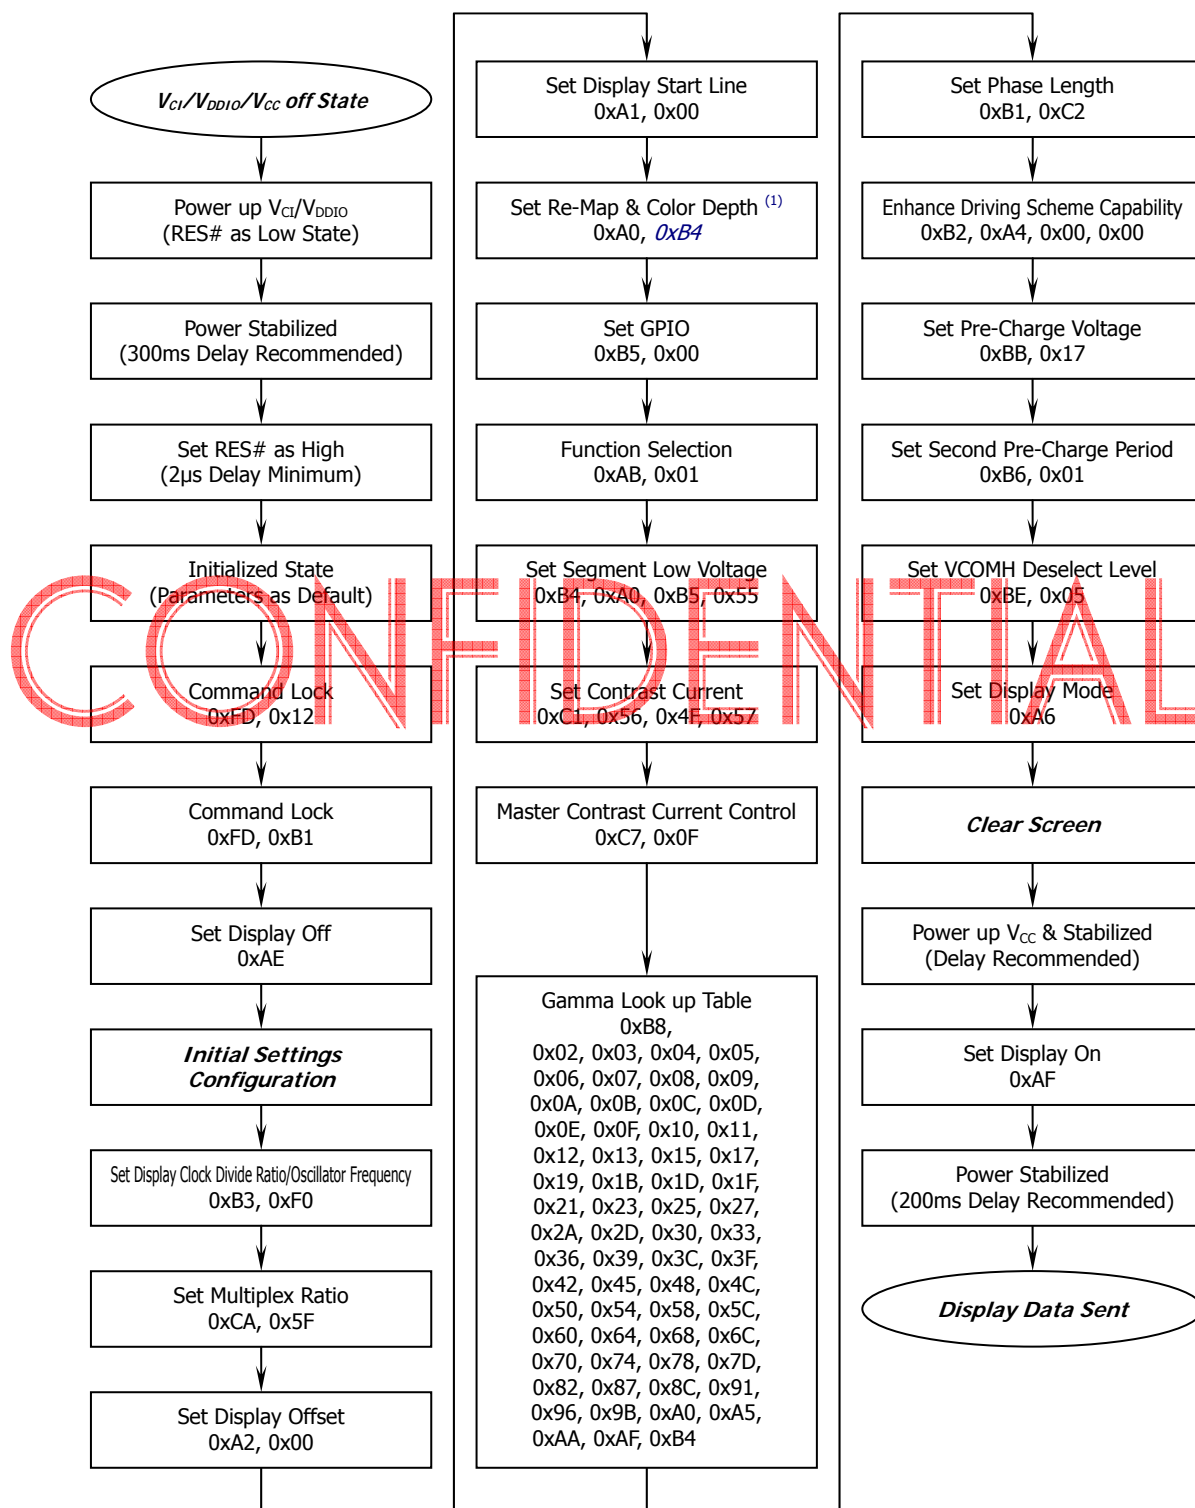 V_CI/V_DDIO/V_CC off State
Power up V_CI/V_DDIO
(RES# as Low State)
Power Stabilized
(300ms Delay Recommended)
Set RES# as High
(2μs Delay Minimum)
Initialized State
(Parameters as Default)
Command Lock
0xFD, 0x12
Command Lock
0xFD, 0xB1
Set Display Off
0xAE
Initial Settings
Configuration
Set Display Clock Divide Ratio/Oscillator Frequency
0xB3, 0xF0
Set Multiplex Ratio
0xCA, 0x5F
Set Display Offset
0xA2, 0x00
Set Display Start Line
0xA1, 0x00
Set Re-Map & Color Depth (1)
0xA0, 0xB4
Set GPIO
0xB5, 0x00
Function Selection
0xAB, 0x01
Set Segment Low Voltage
0xB4, 0xA0, 0xB5, 0x55
Set Contrast Current
0xC1, 0x56, 0x4F, 0x57
Master Contrast Current Control
0xC7, 0x0F
Gamma Look up Table
0xB8,
0x02, 0x03, 0x04, 0x05,
0x06, 0x07, 0x08, 0x09,
0x0A, 0x0B, 0x0C, 0x0D,
0x0E, 0x0F, 0x10, 0x11,
0x12, 0x13, 0x15, 0x17,
0x19, 0x1B, 0x1D, 0x1F,
0x21, 0x23, 0x25, 0x27,
0x2A, 0x2D, 0x30, 0x33,
0x36, 0x39, 0x3C, 0x3F,
0x42, 0x45, 0x48, 0x4C,
0x50, 0x54, 0x58, 0x5C,
0x60, 0x64, 0x68, 0x6C,
0x70, 0x74, 0x78, 0x7D,
0x82, 0x87, 0x8C, 0x91,
0x96, 0x9B, 0xA0, 0xA5,
0xAA, 0xAF, 0xB4
Set Phase Length
0xB1, 0xC2
Enhance Driving Scheme Capability
0xB2, 0xA4, 0x00, 0x00
Set Pre-Charge Voltage
0xBB, 0x17
Set Second Pre-Charge Period
0xB6, 0x01
Set VCOMH Deselect Level
0xBE, 0x05
Set Display Mode
0xA6
Clear Screen
Power up V_CC & Stabilized
(Delay Recommended)
Set Display On
0xAF
Power Stabilized
(200ms Delay Recommended)
Display Data Sent
CONFIDENTIAL